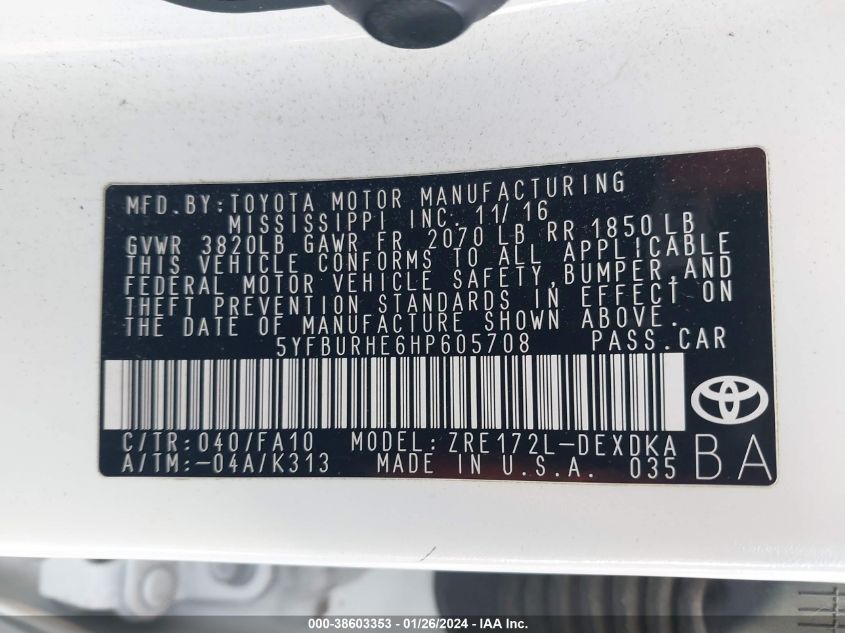 MFD. BY: TOYOTA MOTOR MANUFACTURING
MISSISSIPPI INC. 11/16
GVWR 3820LB GAWR FR 2070 LB RR 1850 LB
THIS VEHICLE CONFORMS TO ALL APPLICABLE
FEDERAL MOTOR VEHICLE SAFETY, BUMPER, AND
THEFT PREVENTION STANDARDS IN EFFECT ON
THE DATE OF MANUFACTURE SHOWN ABOVE.
5YFBURHE6HP605708 PASS. CAR
C/TR: 040/FA10 MODEL: ZRE172L-DEXDKA
A/TM:-04A/K313 MADE IN U.S.A. 035
BA
000-38603353 - 01/26/2024 - IAAI, Inc.